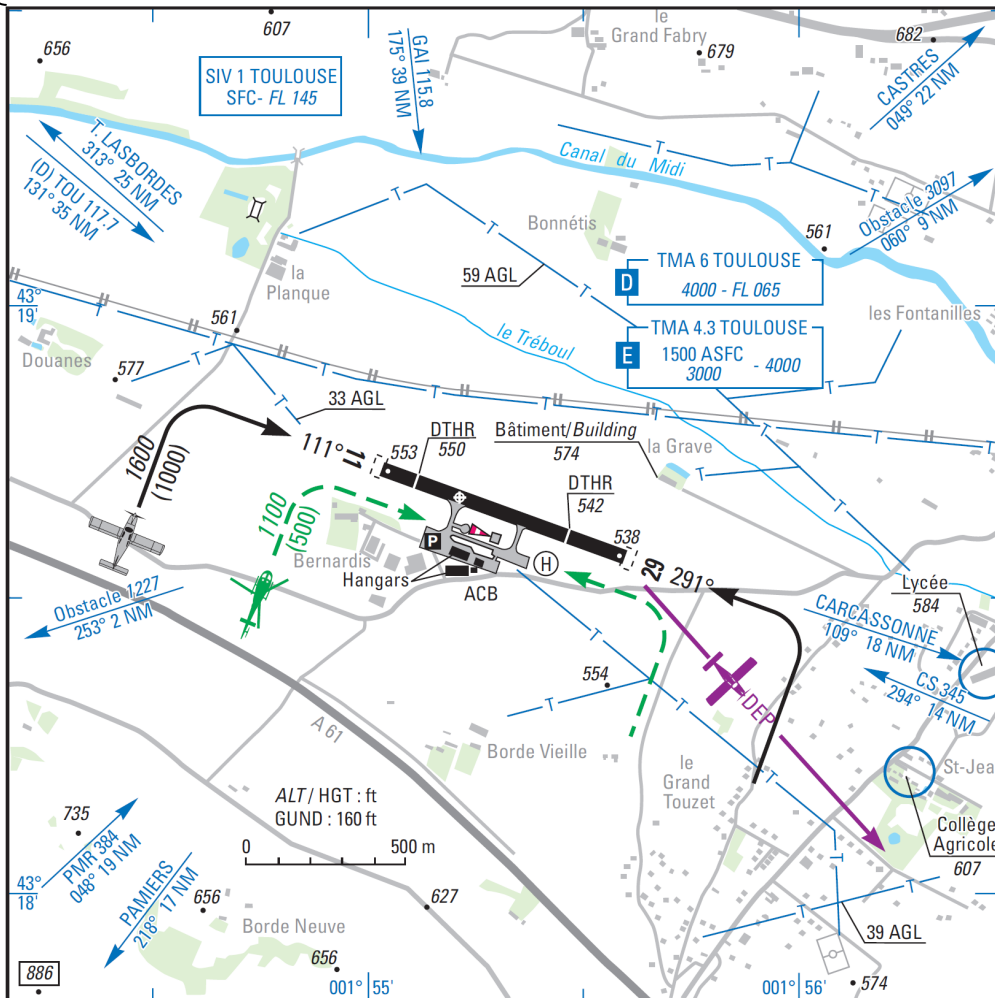 607
le
Grand Fabry
682
656
679
SIV 1 TOULOUSE
SFC- FL 145
GAI 115.8
175° 39 NM
CASTRES
049° 22 NM
T. LASBORDES
313° 25 NM
(D) TOU 117.7
131° 35 NM
Canal du Midi
Obstacle 3097
060° 9 NM
Bonnétis
561
la
Planque
59 AGL
D
TMA 6 TOULOUSE
4000 - FL 065
43°
19'
561
les Fontanilles
le Tréboul
E
TMA 4.3 TOULOUSE
1500 ASFC
3000
- 4000
Douanes
577
33 AGL
1600
(1000)
111°
11
553
DTHR
550
Bâtiment/Building
574
la Grave
DTHR
542
1100
(500)
P
538
Bernardis
Hangars
H
ACB
29
291°
Lycée
584
Obstacle 1227
253° 2 NM
CARCASSONNE
109° 18 NM
CS 345
294° 14 NM
554
DEP
A 61
Borde Vieille
le
Grand
Touzet
St-Jea
ALT/ HGT : ft
GUND : 160 ft
0
500 m
735
PMR 384
048° 19 NM
Collège
Agricole
607
43°
18'
PAMIERS
218° 17 NM
656
627
Borde Neuve
39 AGL
656
886
001° 55'
001° 56'
574
T T T T T T T T T T T T T T T T T T T T T T T T